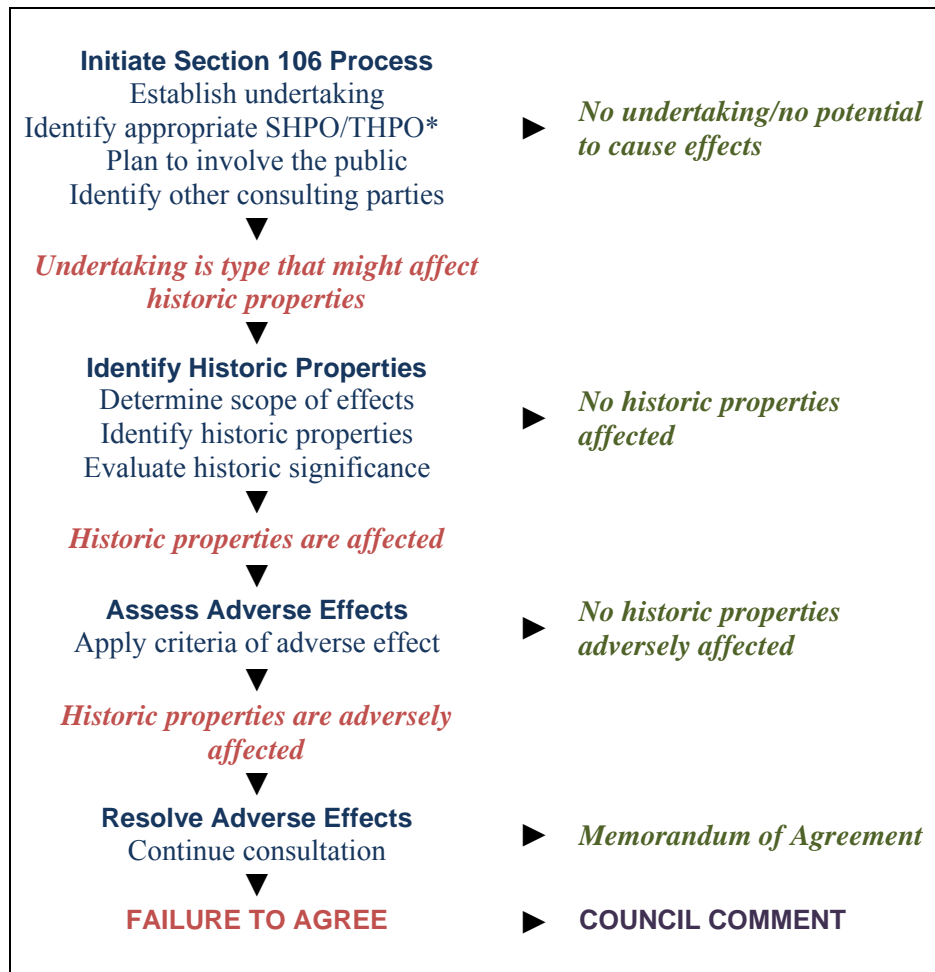 Initiate Section 106 Process
Establish undertaking
Identify appropriate SHPO/THPO*
Plan to involve the public
Identify other consulting parties
No undertaking/no potential
to cause effects
Undertaking is type that might affect
historic properties
Identify Historic Properties
Determine scope of effects
Identify historic properties
Evaluate historic significance
No historic properties
affected
Historic properties are affected
Assess Adverse Effects
Apply criteria of adverse effect
No historic properties
adversely affected
Historic properties are adversely
affected
Resolve Adverse Effects
Continue consultation
Memorandum of Agreement
FAILURE TO AGREE
COUNCIL COMMENT